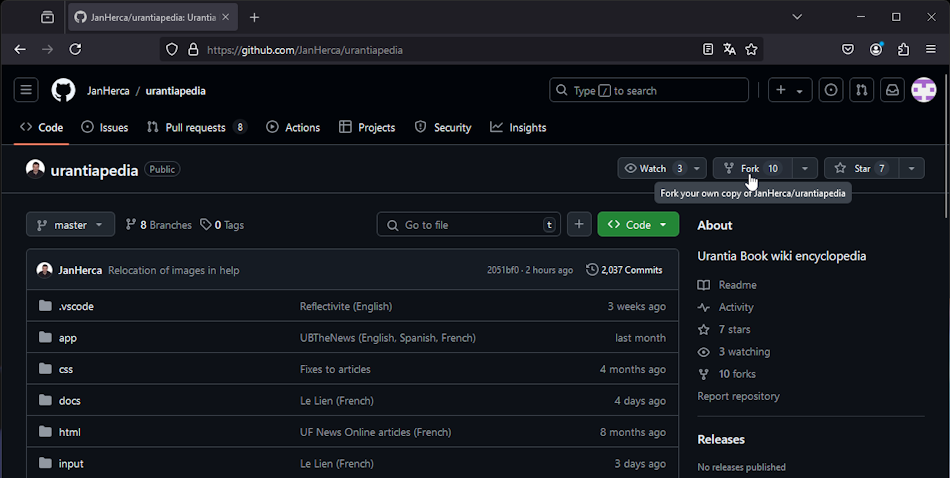 JanHerca/urantiapedia: Urantia
https://github.com/JanHerca/urantiapedia
JanHerca / urantiapedia
Type / to search
Code Issues Pull requests 8 Actions Projects Security Insights
urantiapedia Public
Watch 3 Fork 10 Star 7
Fork your own copy of JanHerca/urantiapedia
master 8 Branches 0 Tags Go to file t Code
About
JanHerca Relocation of images in help 2051bf0 · 2 hours ago 2,037 Commits
Urantia Book wiki encyclopedia
.vscode Reflectivite (English) 3 weeks ago
app UBTheNews (English, Spanish, French) last month
css Fixes to articles 4 months ago
docs Le Lien (French) 4 days ago
html UF News Online articles (French) 8 months ago
input Le Lien (French) 3 days ago
Readme
Activity
7 stars
3 watching
10 forks
Report repository
Releases
No releases published